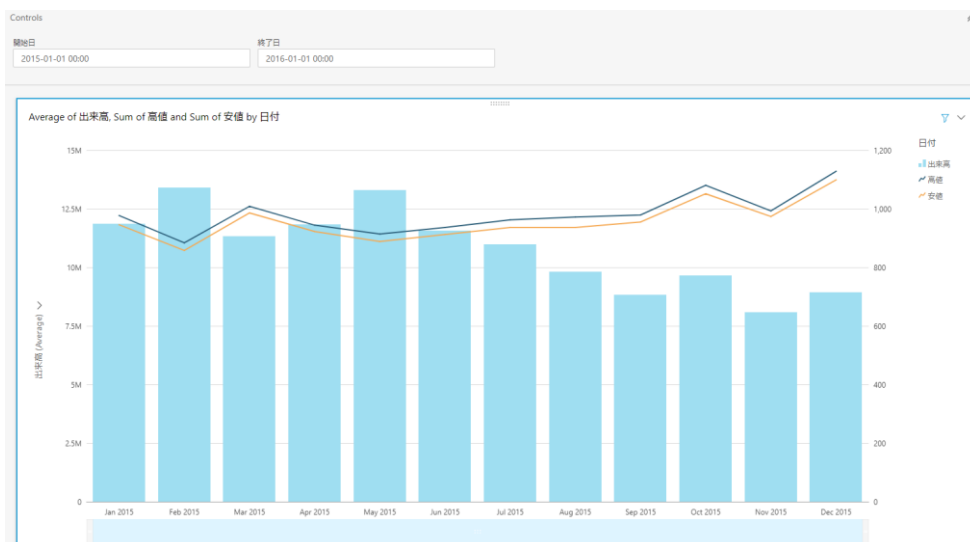 Controls
開始日
終了日
2015-01-01 00:00
2016-01-01 00:00
Average of 出来高, Sum of 高値 and Sum of 安値 by 日付
日付
出来高
高値
安値
出来高 (Average)
15M
12.5M
10M
7.5M
5M
2.5M
0
1,200
1,000
800
600
400
200
0
Jan 2015
Feb 2015
Mar 2015
Apr 2015
May 2015
Jun 2015
Jul 2015
Aug 2015
Sep 2015
Oct 2015
Nov 2015
Dec 2015